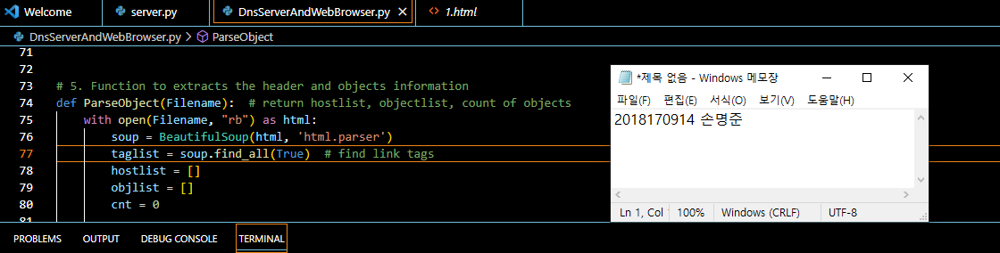 Welcome server.py DnsServerAndWebBrowser.py 1.html
DnsServerAndWebBrowser.py > ParseObject
71
72
73 # 5. Function to extracts the header and objects information
74 def ParseObject(Filename):  # return hostlist, objectlist, count of objects
75     with open(Filename, "rb") as html:
76         soup = BeautifulSoup(html, 'html.parser')
77         taglist = soup.find_all(True)  # find link tags
78         hostlist = []
79         objlist = []
80         cnt = 0
81
PROBLEMS OUTPUT DEBUG CONSOLE TERMINAL
*제목 없음 - Windows 메모장
파일(F) 편집(E) 서식(O) 보기(V) 도움말(H)
2018170914 손명준
Ln 1, Col 100% Windows (CRLF) UTF-8